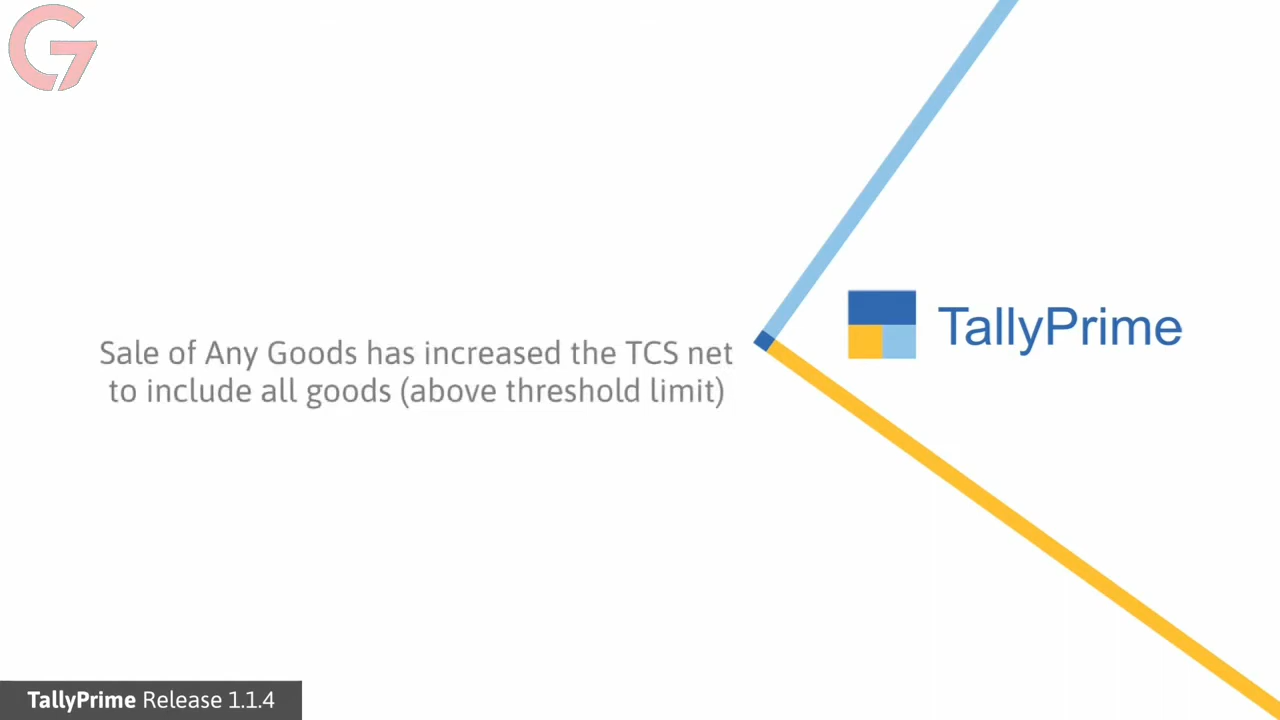 G7
TallyPrime
Sale of Any Goods has increased the TCS net
to include all goods (above threshold limit)
TallyPrime Release 1.1.4